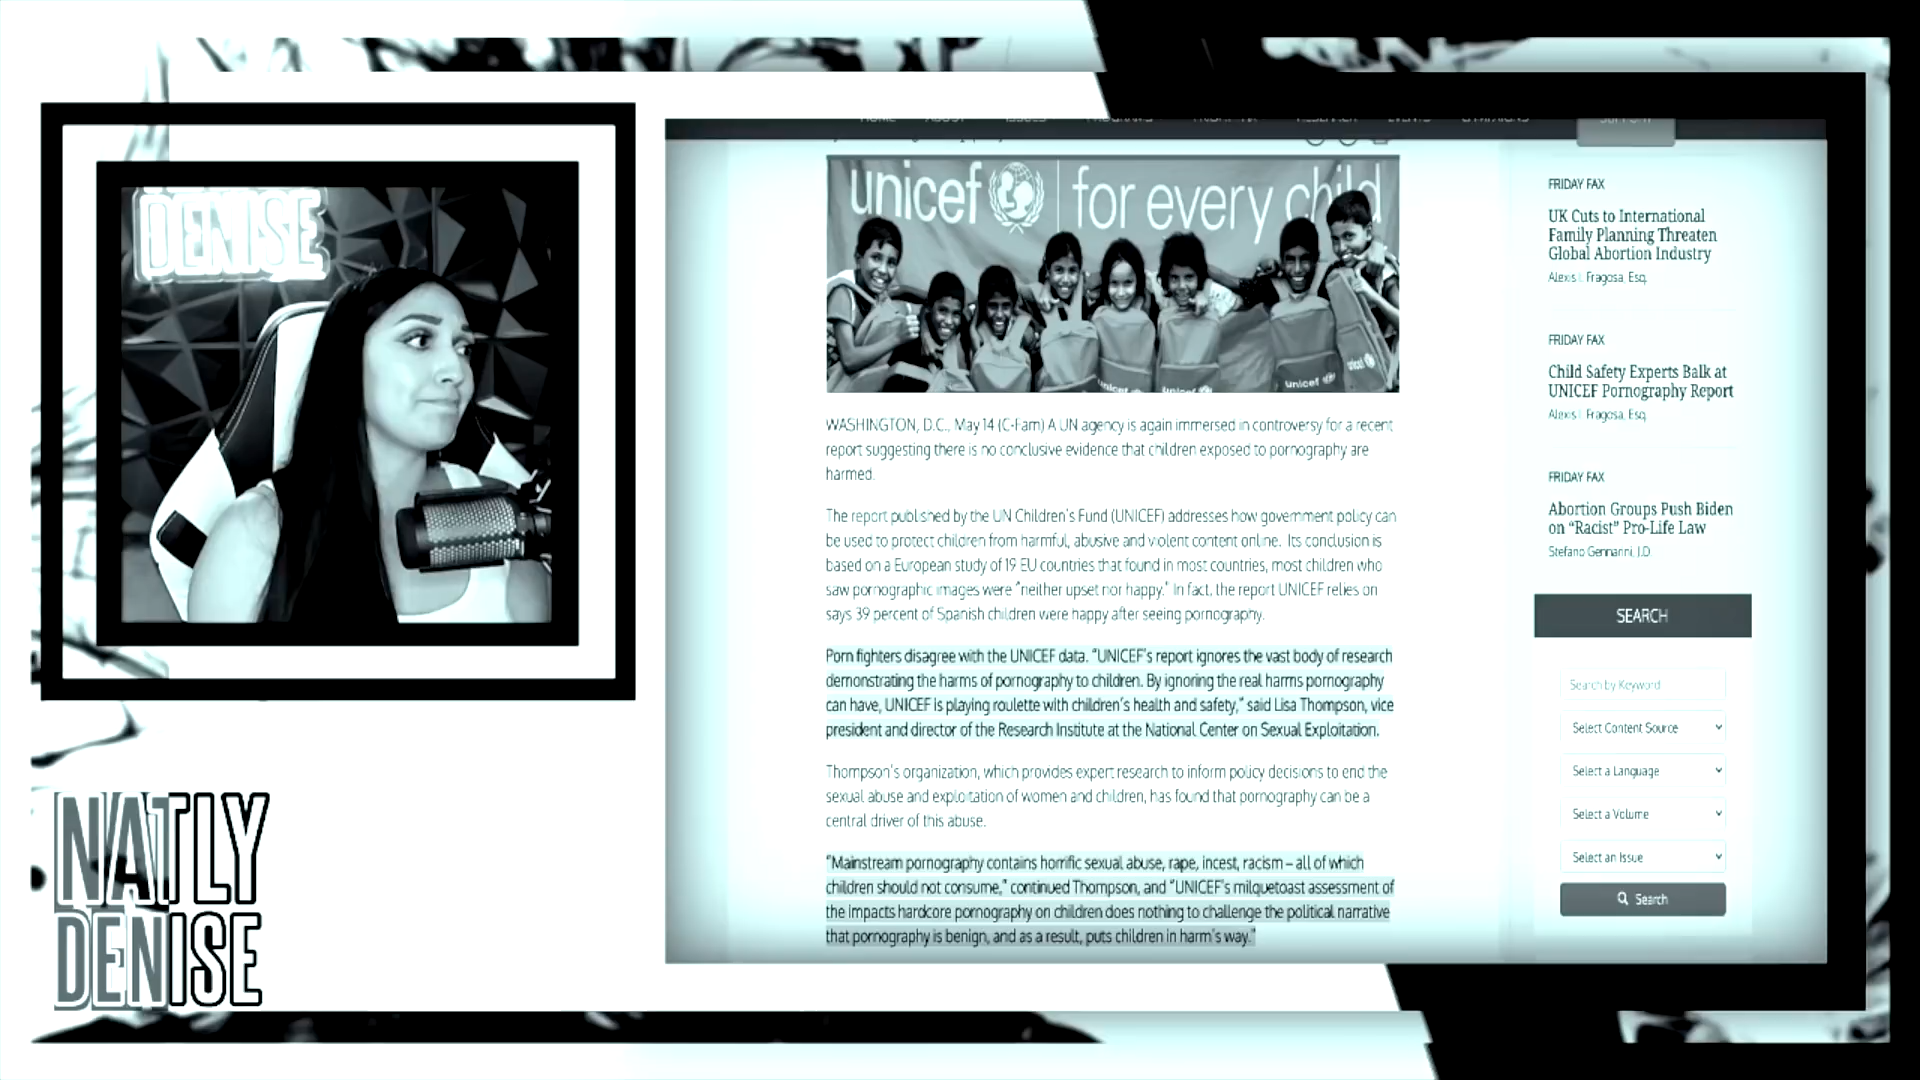 DENISE
NATLY
DENISE
unicef for every child
unicef
unicef
unicef
unicef
WASHINGTON, D.C., May 14 (C-Fam) A UN agency is again immersed in controversy for a recent
report suggesting there is no conclusive evidence that children exposed to pornography are
harmed.
The report published by the UN Children's Fund (UNICEF) addresses how government policy can
be used to protect children from harmful, abusive and violent content online. Its conclusion is
based on a European study of 19 EU countries that found in most countries, most children who
saw pornographic images were "neither upset nor happy." In fact, the report UNICEF relies on
says 39 percent of Spanish children were happy after seeing pornography.
Porn fighters disagree with the UNICEF data. "UNICEF's report ignores the vast body of research
demonstrating the harms of pornography to children. By ignoring the real harms pornography
can have, UNICEF is playing roulette with children's health and safety," said Lisa Thompson, vice
president and director of the Research Institute at the National Center on Sexual Exploitation.
Thompson's organization, which provides expert research to inform policy decisions to end the
sexual abuse and exploitation of women and children, has found that pornography can be a
central driver of this abuse.
"Mainstream pornography contains horrific sexual abuse, rape, incest, racism – all of which
children should not consume," continued Thompson, and "UNICEF's milquetoast assessment of
the impacts hardcore pornography on children does nothing to challenge the political narrative
that pornography is benign, and as a result, puts children in harm's way."
FRIDAY FAX
UK Cuts to International
Family Planning Threaten
Global Abortion Industry
Alexis I. Fragosa, Esq.
FRIDAY FAX
Child Safety Experts Balk at
UNICEF Pornography Report
Alexis I. Fragosa, Esq.
FRIDAY FAX
Abortion Groups Push Biden
on "Racist" Pro-Life Law
Stefano Gennarini, J.D.
SEARCH
Search by Keyword
Select Content Source
Select a Language
Select a Volume
Select an Issue
Search